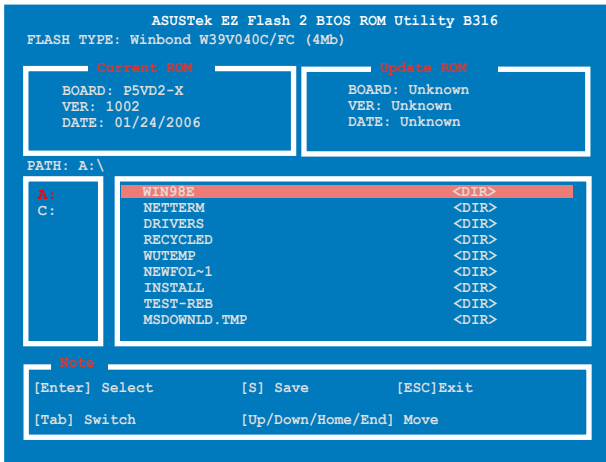 ASUSTek EZ Flash 2 BIOS ROM Utility B316
FLASH TYPE: Winbond W39V040C/FC (4Mb)
Current ROM
BOARD: P5VD2-X
VER: 1002
DATE: 01/24/2006
Update ROM
BOARD: Unknown
VER: Unknown
DATE: Unknown
PATH: A:\
A:
C:
WIN98E <DIR>
NETTERM <DIR>
DRIVERS <DIR>
RECYCLED <DIR>
WUTEMP <DIR>
NEWFOL~1 <DIR>
INSTALL <DIR>
TEST-REB <DIR>
MSDOWNLD.TMP <DIR>
Note
[Enter] Select [S] Save [ESC]Exit
[Tab] Switch [Up/Down/Home/End] Move